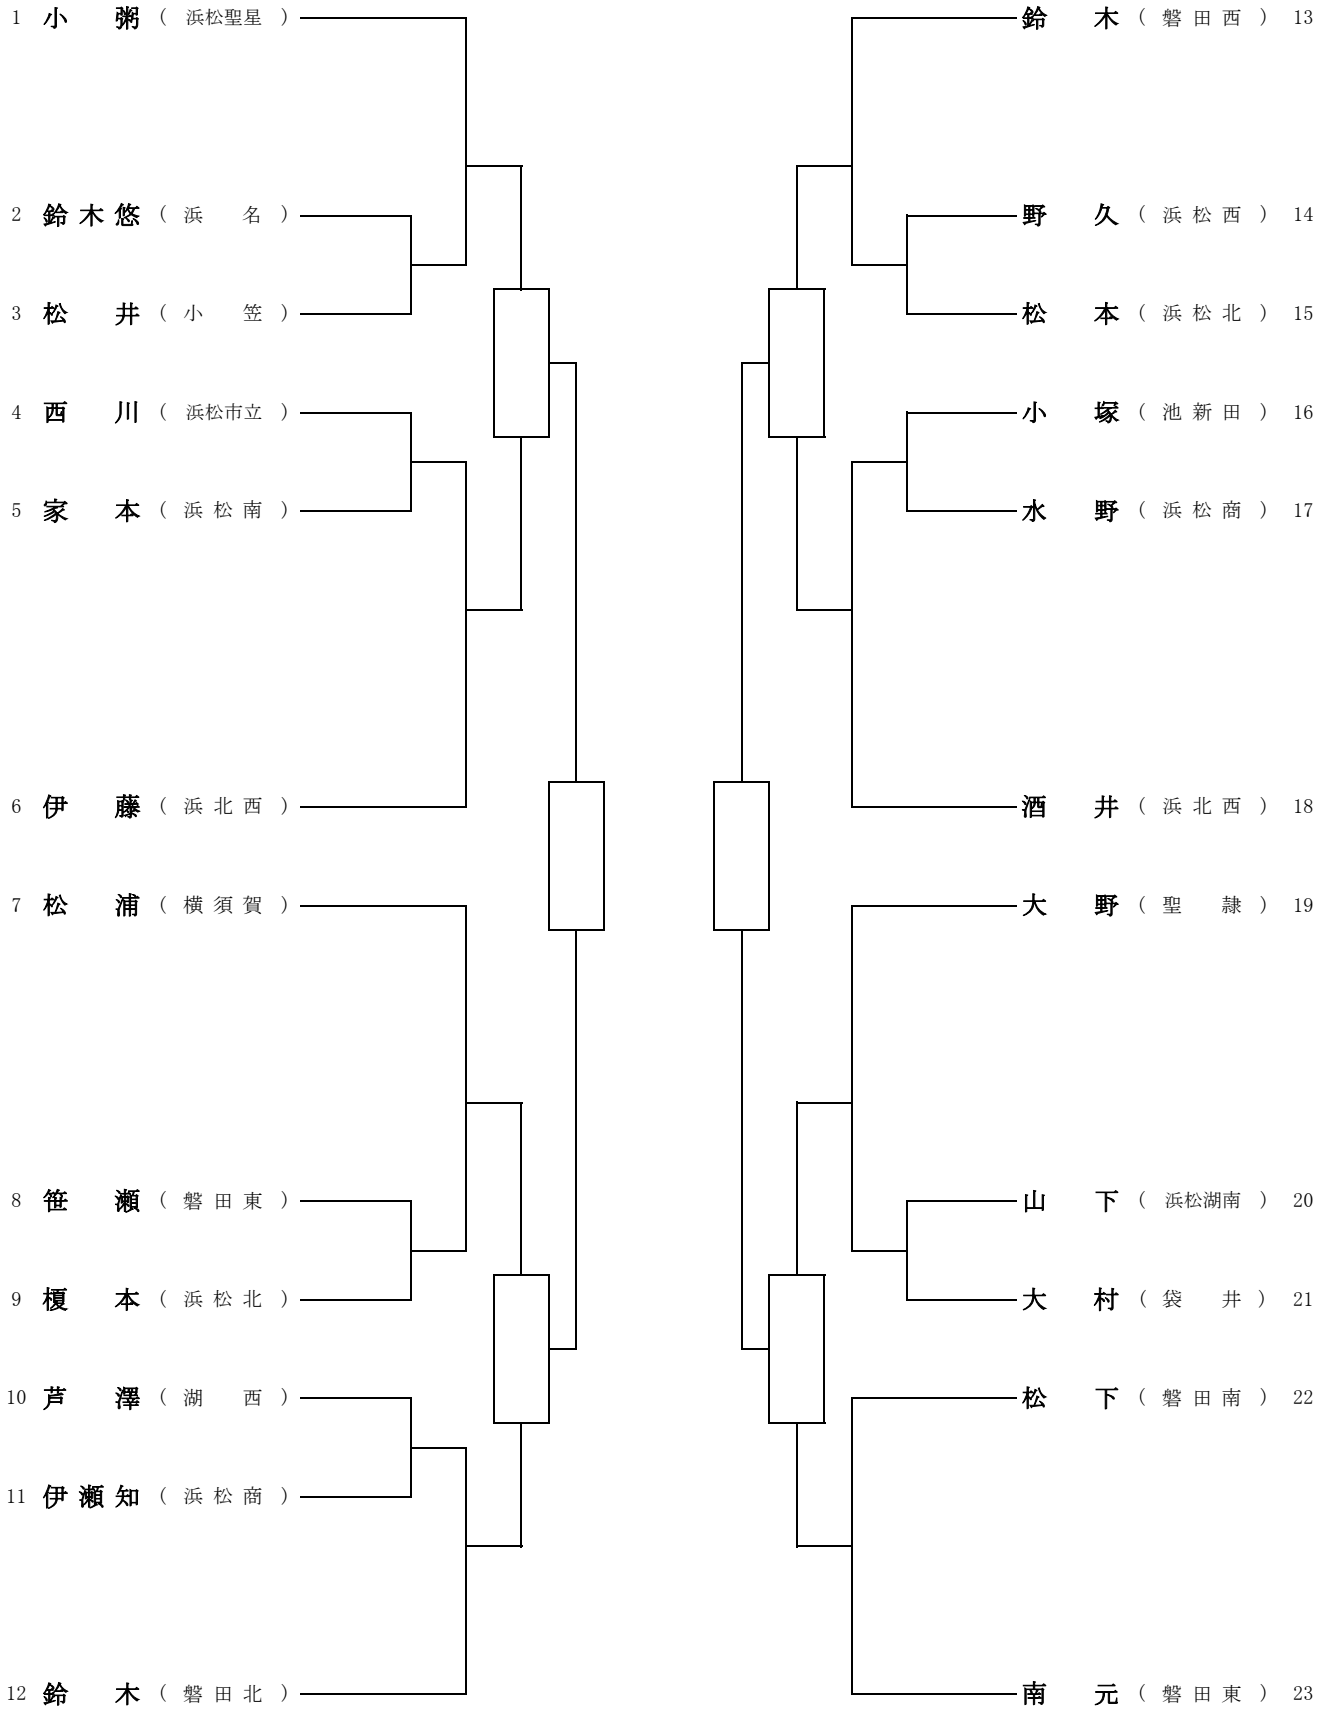 1 小 粥 ( 浜松聖星 )
2 鈴木悠 ( 浜 名 )
3 松 井 ( 小 笠 )
4 西 川 ( 浜松市立 )
5 家 本 ( 浜松南 )
6 伊 藤 ( 浜北西 )
7 松 浦 ( 横須賀 )
8 笹 瀬 ( 磐田東 )
9 榎 本 ( 浜松北 )
10 芦 澤 ( 湖 西 )
11 伊瀬知 ( 浜松商 )
12 鈴 木 ( 磐田北 )
鈴 木 ( 磐田西 ) 13
野 久 ( 浜松西 ) 14
松 本 ( 浜松北 ) 15
小 塚 ( 池新田 ) 16
水 野 ( 浜松商 ) 17
酒 井 ( 浜北西 ) 18
大 野 ( 聖 隷 ) 19
山 下 ( 浜松湖南 ) 20
大 村 ( 袋 井 ) 21
松 下 ( 磐田南 ) 22
南 元 ( 磐田東 ) 23